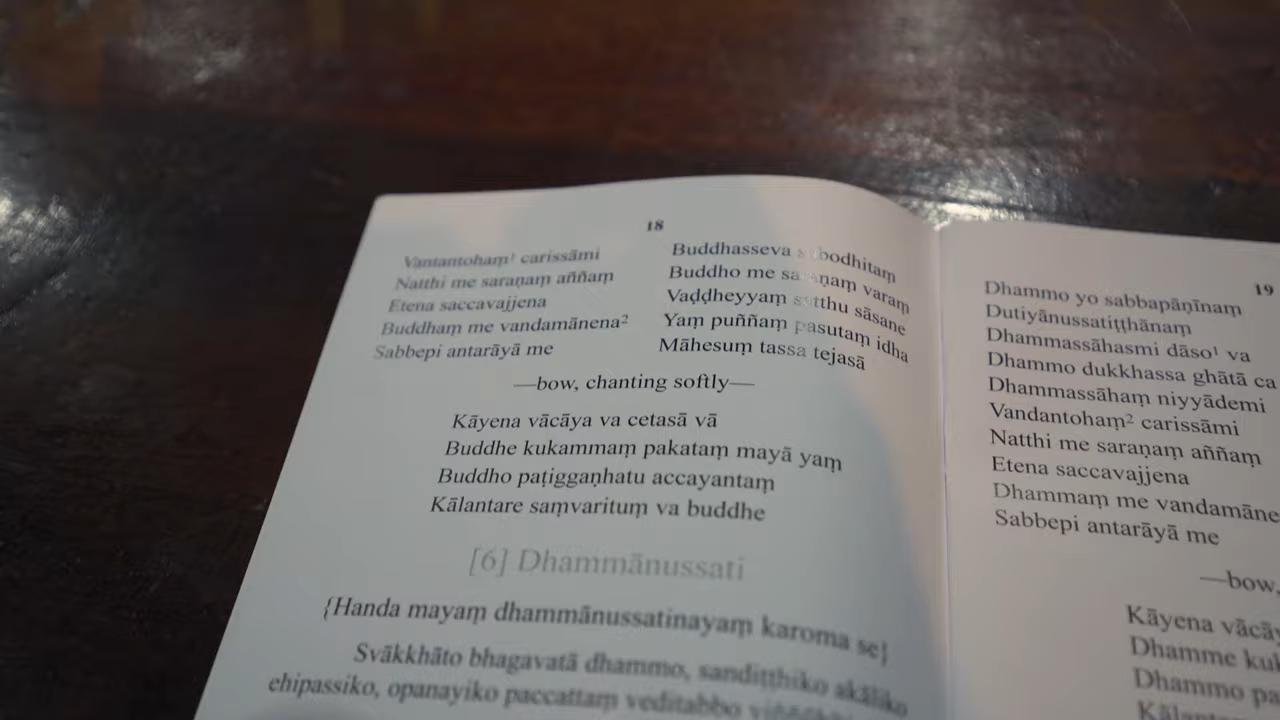 18
Vantantohaṃ¹ carissāmi
Natthi me saraṇaṃ aññaṃ
Etena saccavajjena
Buddhaṃ me vandamānena²
Sabbepi antarāyā me
Buddhasseva
Buddho me varaṃ
Vaḍḍheyyaṃ sāsane
Yaṃ puññaṃ pasutaṃ idha
Māhesuṃ tassa tejasā
—bow, chanting softly—
Kāyena vācāya va cetasā vā
Buddhe kukammaṃ pakataṃ mayā yaṃ
Buddho paṭiggaṇhatu accayantaṃ
Kālantare saṃvarituṃ va buddhe
[6] Dhammānussati
{Handa mayaṃ dhammānussatinayaṃ karoma se}
Svākkhāto bhagavatā dhammo, sandiṭṭhiko akāliko
ehipassiko, opanayiko paccattaṃ veditabbo
19
Dhammo yo sabbapāṇīnaṃ
Dutiyānussatiṭṭhānaṃ
Dhammassāhasmi dāso¹ va
Dhammo dukkhassa ghātā ca
Dhammassāhaṃ niyyādemi
Vandantohaṃ² carissāmi
Natthi me saraṇaṃ aññaṃ
Etena saccavajjena
Dhammaṃ me
Sabbepi antarāyā me
—bow,
Kāyena
Dhamme
Dhammo